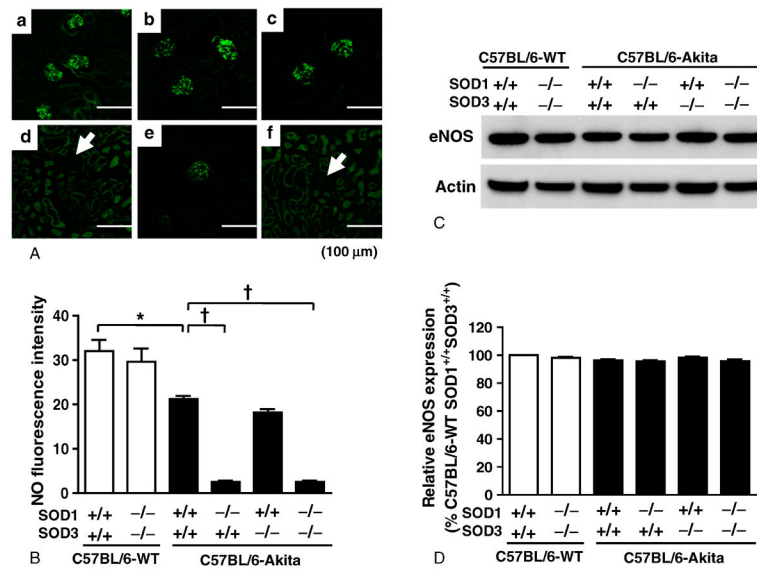 a b c
d e f
(100 μm)
A
C57BL/6-WT C57BL/6-Akita
SOD1 +/+ −/− +/+ −/− +/+ −/−
SOD3 +/+ −/− +/+ +/+ −/− −/−
eNOS
Actin
C
NO fluorescence intensity
40
30
20
10
0
* † †
SOD1 +/+ −/− +/+ −/− +/+ −/−
SOD3 +/+ −/− +/+ +/+ −/− −/−
C57BL/6-WT C57BL/6-Akita
B
Relative eNOS expression
(% C57BL/6-WT SOD1+/+SOD3+/+)
120
100
80
60
40
20
0
SOD1 +/+ −/− +/+ −/− +/+ −/−
SOD3 +/+ −/− +/+ +/+ −/− −/−
C57BL/6-WT C57BL/6-Akita
D